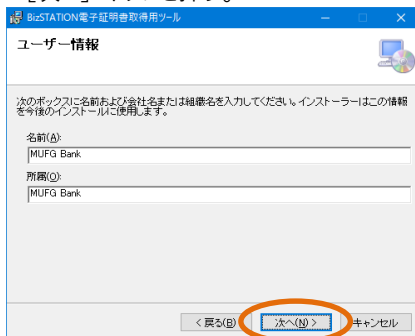 BizSTATION電子証明書取得用ツール
ユーザー情報
次のボックスに名前および会社名または組織名を入力してください。インストーラーはこの情報
を今後のインストールに使用します。
名前(A):
MUFG Bank
所属(O):
MUFG Bank
< 戻る(B)
次へ(N) >
キャンセル